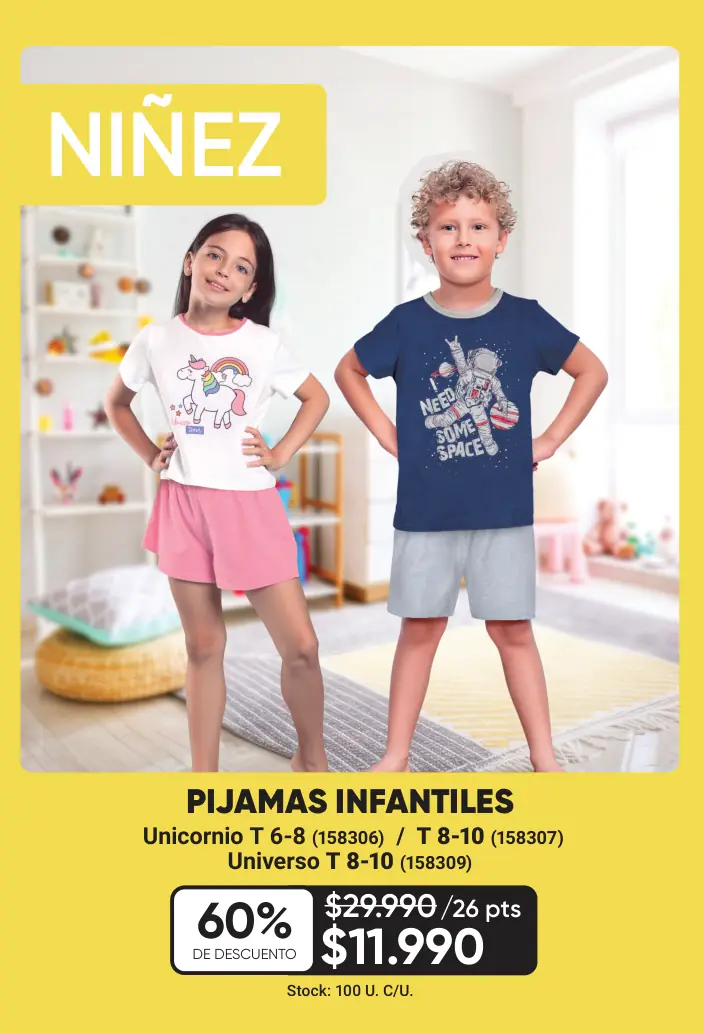 NIÑEZ
NEED
SOME
SPACE
PIJAMAS INFANTILES
Unicornio T 6-8 (158306) / T 8-10 (158307)
Universo T 8-10 (158309)
60%
DE DESCUENTO
$29.990 /26 pts
$11.990
Stock: 100 U. C/U.